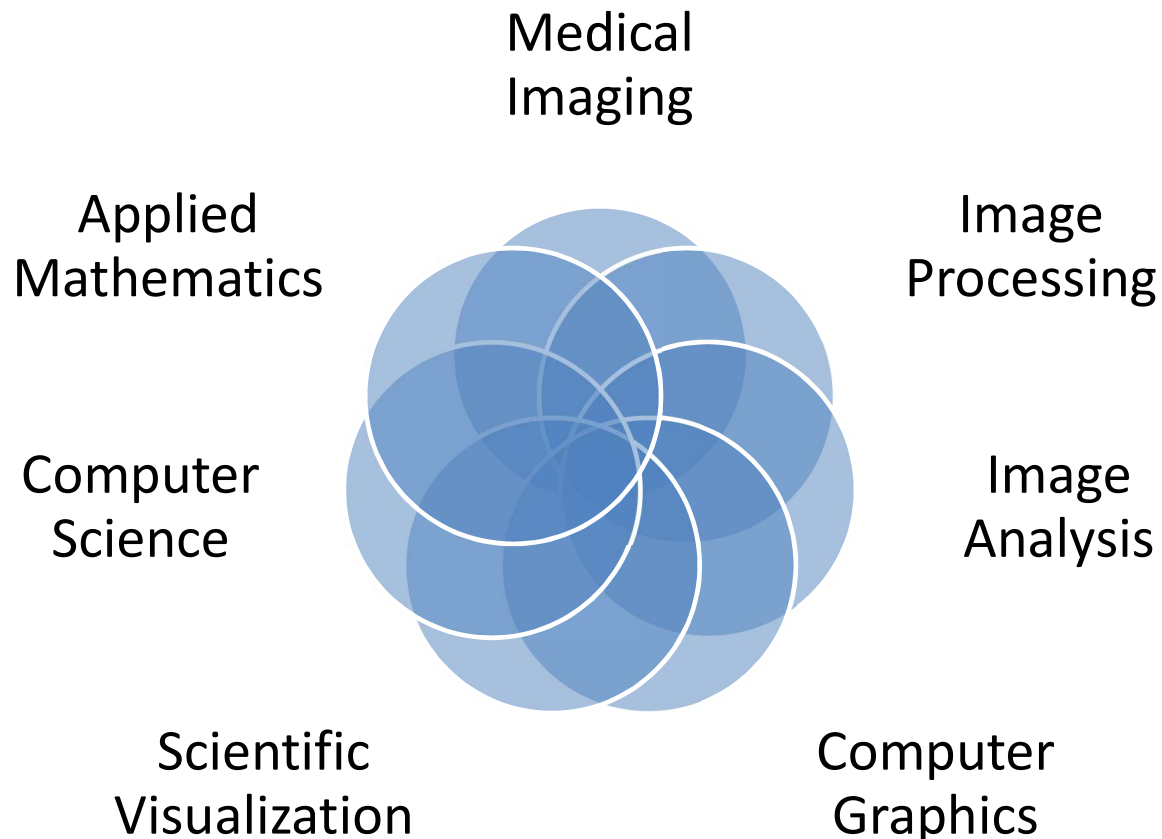 Medical
Imaging
Applied
Mathematics
Image
Processing
Computer
Science
Image
Analysis
Scientific
Visualization
Computer
Graphics